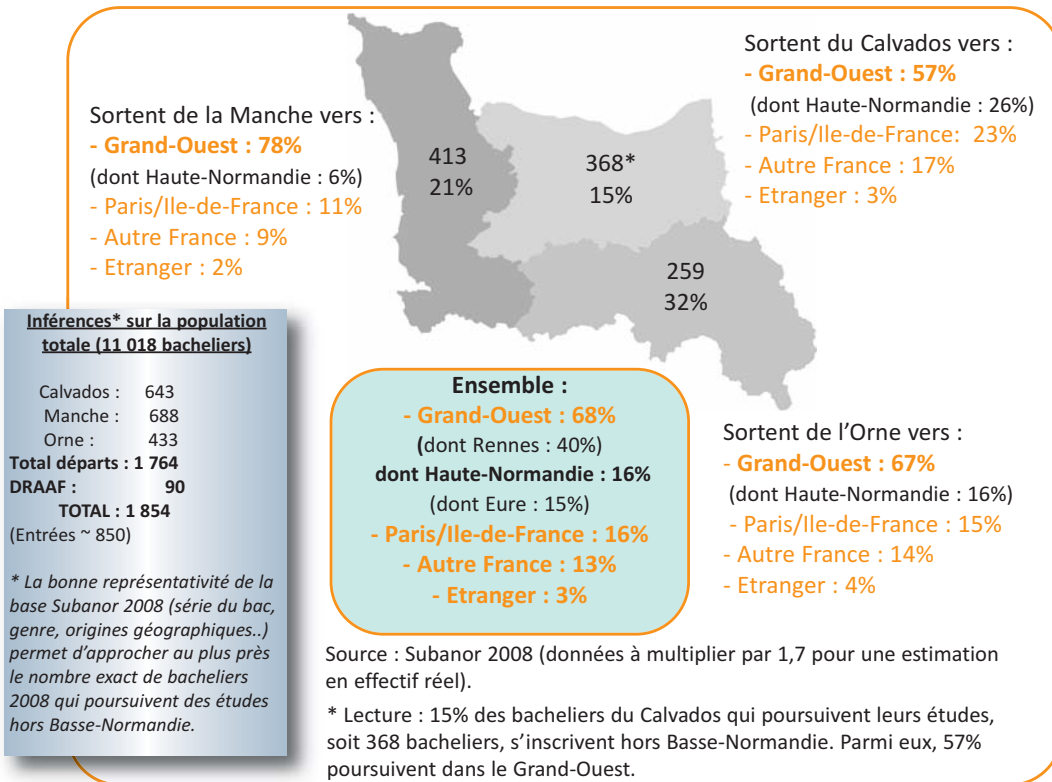 Sortent de la Manche vers :
- Grand-Ouest : 78%
(dont Haute-Normandie : 6%)
- Paris/Ile-de-France : 11%
- Autre France : 9%
- Etranger : 2%
413
21%
368*
15%
259
32%
Sortent du Calvados vers :
- Grand-Ouest : 57%
(dont Haute-Normandie : 26%)
- Paris/Ile-de-France: 23%
- Autre France : 17%
- Etranger : 3%
Inférences* sur la population
totale (11 018 bacheliers)
Calvados : 643
Manche : 688
Orne : 433
Total départs : 1 764
DRAAF : 90
TOTAL : 1 854
(Entrées ~ 850)
* La bonne représentativité de la
base Subanor 2008 (série du bac,
genre, origines géographiques..)
permet d’approcher au plus près
le nombre exact de bacheliers
2008 qui poursuivent des études
hors Basse-Normandie.
Ensemble :
- Grand-Ouest : 68%
(dont Rennes : 40%)
dont Haute-Normandie : 16%
(dont Eure : 15%)
- Paris/Ile-de-France : 16%
- Autre France : 13%
- Etranger : 3%
Sortent de l’Orne vers :
- Grand-Ouest : 67%
(dont Haute-Normandie : 16%)
- Paris/Ile-de-France : 15%
- Autre France : 14%
- Etranger : 4%
Source : Subanor 2008 (données à multiplier par 1,7 pour une estimation
en effectif réel).
* Lecture : 15% des bacheliers du Calvados qui poursuivent leurs études,
soit 368 bacheliers, s’inscrivent hors Basse-Normandie. Parmi eux, 57%
poursuivent dans le Grand-Ouest.